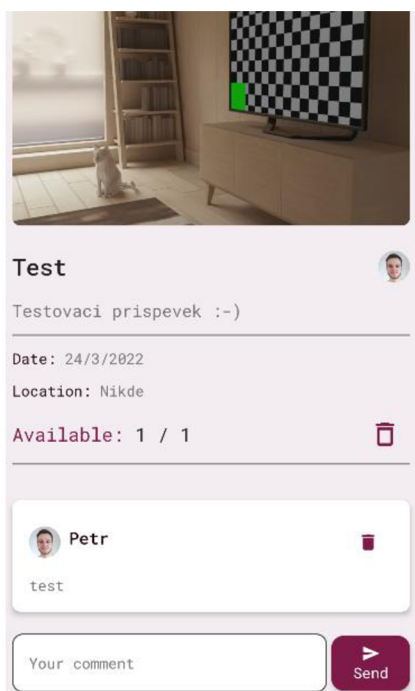 Test
Testovaci prispevek :-)
Date: 24/3/2022
Location: Nikde
Available: 1 / 1
Petr
test
Your comment
Send